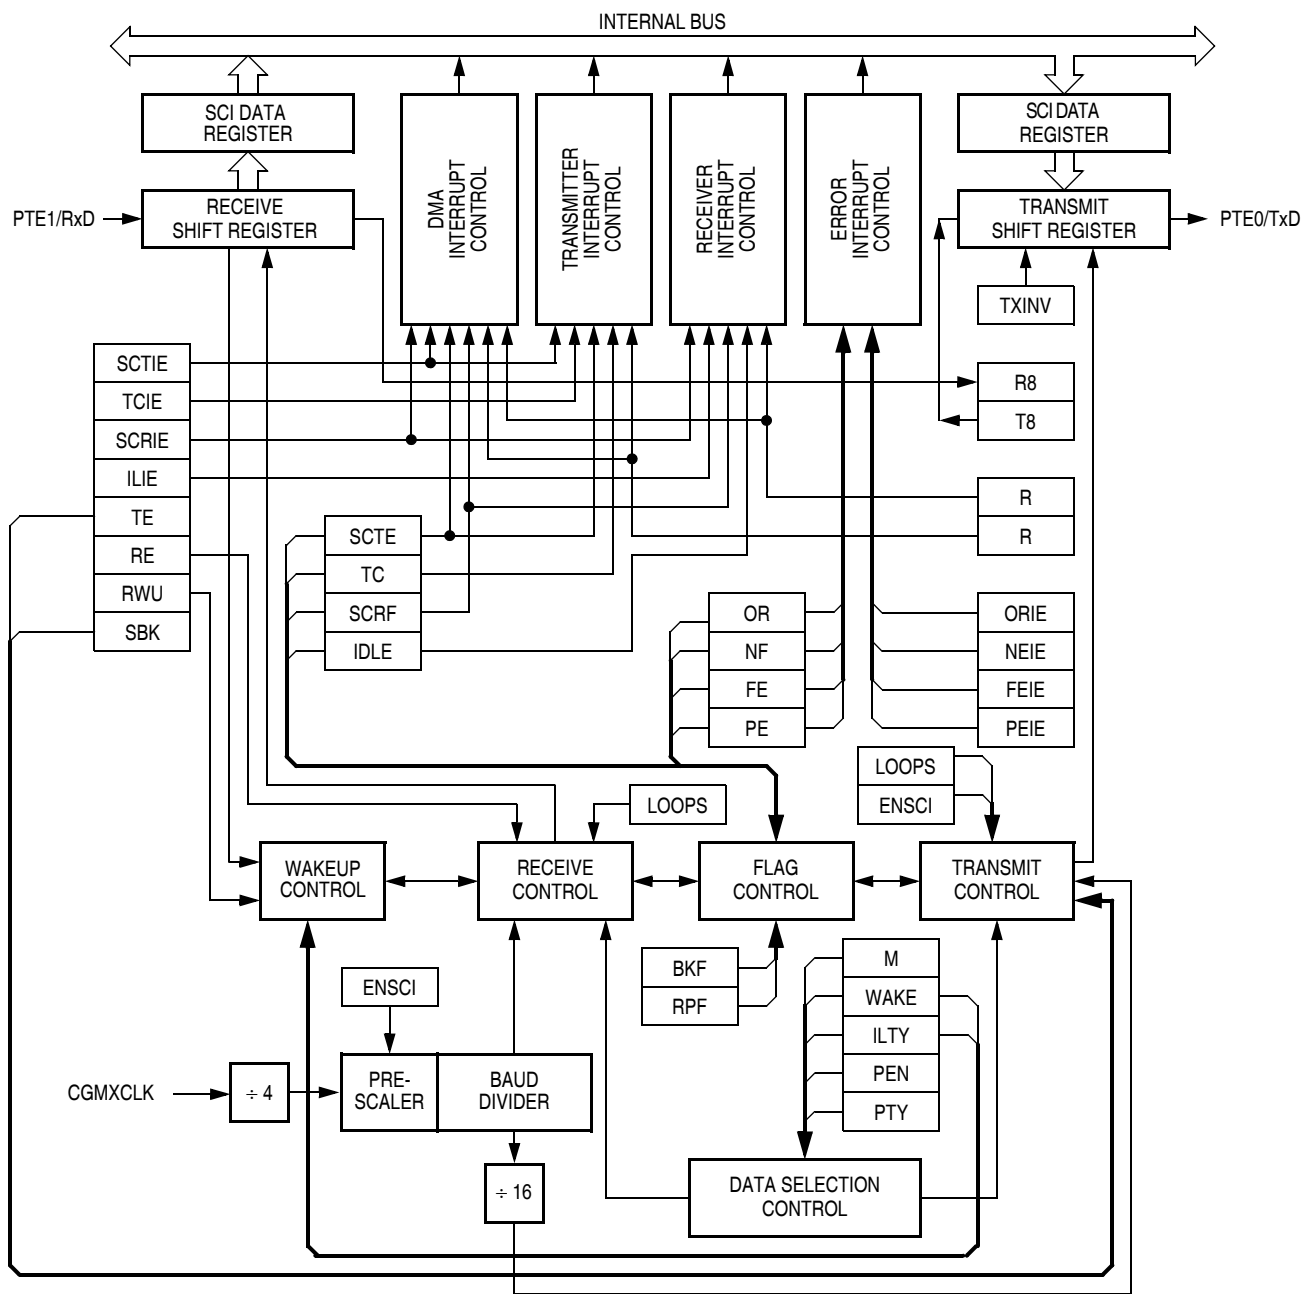 INTERNAL BUS
SCI DATA
REGISTER
DMA
INTERRUPT
CONTROL
TRANSMITTER
INTERRUPT
CONTROL
RECEIVER
INTERRUPT
CONTROL
ERROR
INTERRUPT
CONTROL
SCI DATA
REGISTER
PTE1/RxD
RECEIVE
SHIFT REGISTER
TRANSMIT
SHIFT REGISTER
PTE0/TxD
TXINV
SCTIE
TCIE
SCRIE
ILIE
TE
RE
RWU
SBK
R8
T8
R
R
SCTE
TC
SCRF
IDLE
OR
NF
FE
PE
ORIE
NEIE
FEIE
PEIE
LOOPS
LOOPS
ENSCI
WAKEUP
CONTROL
RECEIVE
CONTROL
FLAG
CONTROL
TRANSMIT
CONTROL
BKF
RPF
M
WAKE
ILTY
PEN
PTY
ENSCI
CGMXCLK
÷ 4
PRE-
SCALER
BAUD
DIVIDER
÷ 16
DATA SELECTION
CONTROL